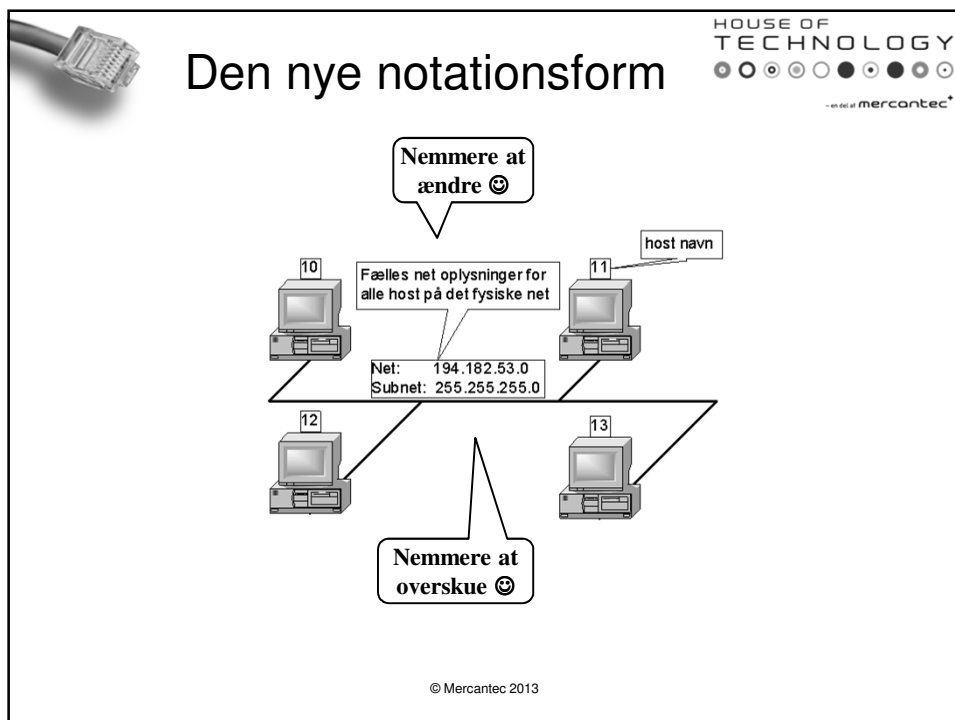 Den nye notationsform
HOUSE OF
TECHNOLOGY
- en del af mercantec+
Nemmere at
ændre ☺
host navn
10
11
Fælles net oplysninger for
alle host på det fysiske net
Net: 194.182.53.0
Subnet: 255.255.255.0
12
13
Nemmere at
overskue ☺
© Mercantec 2013